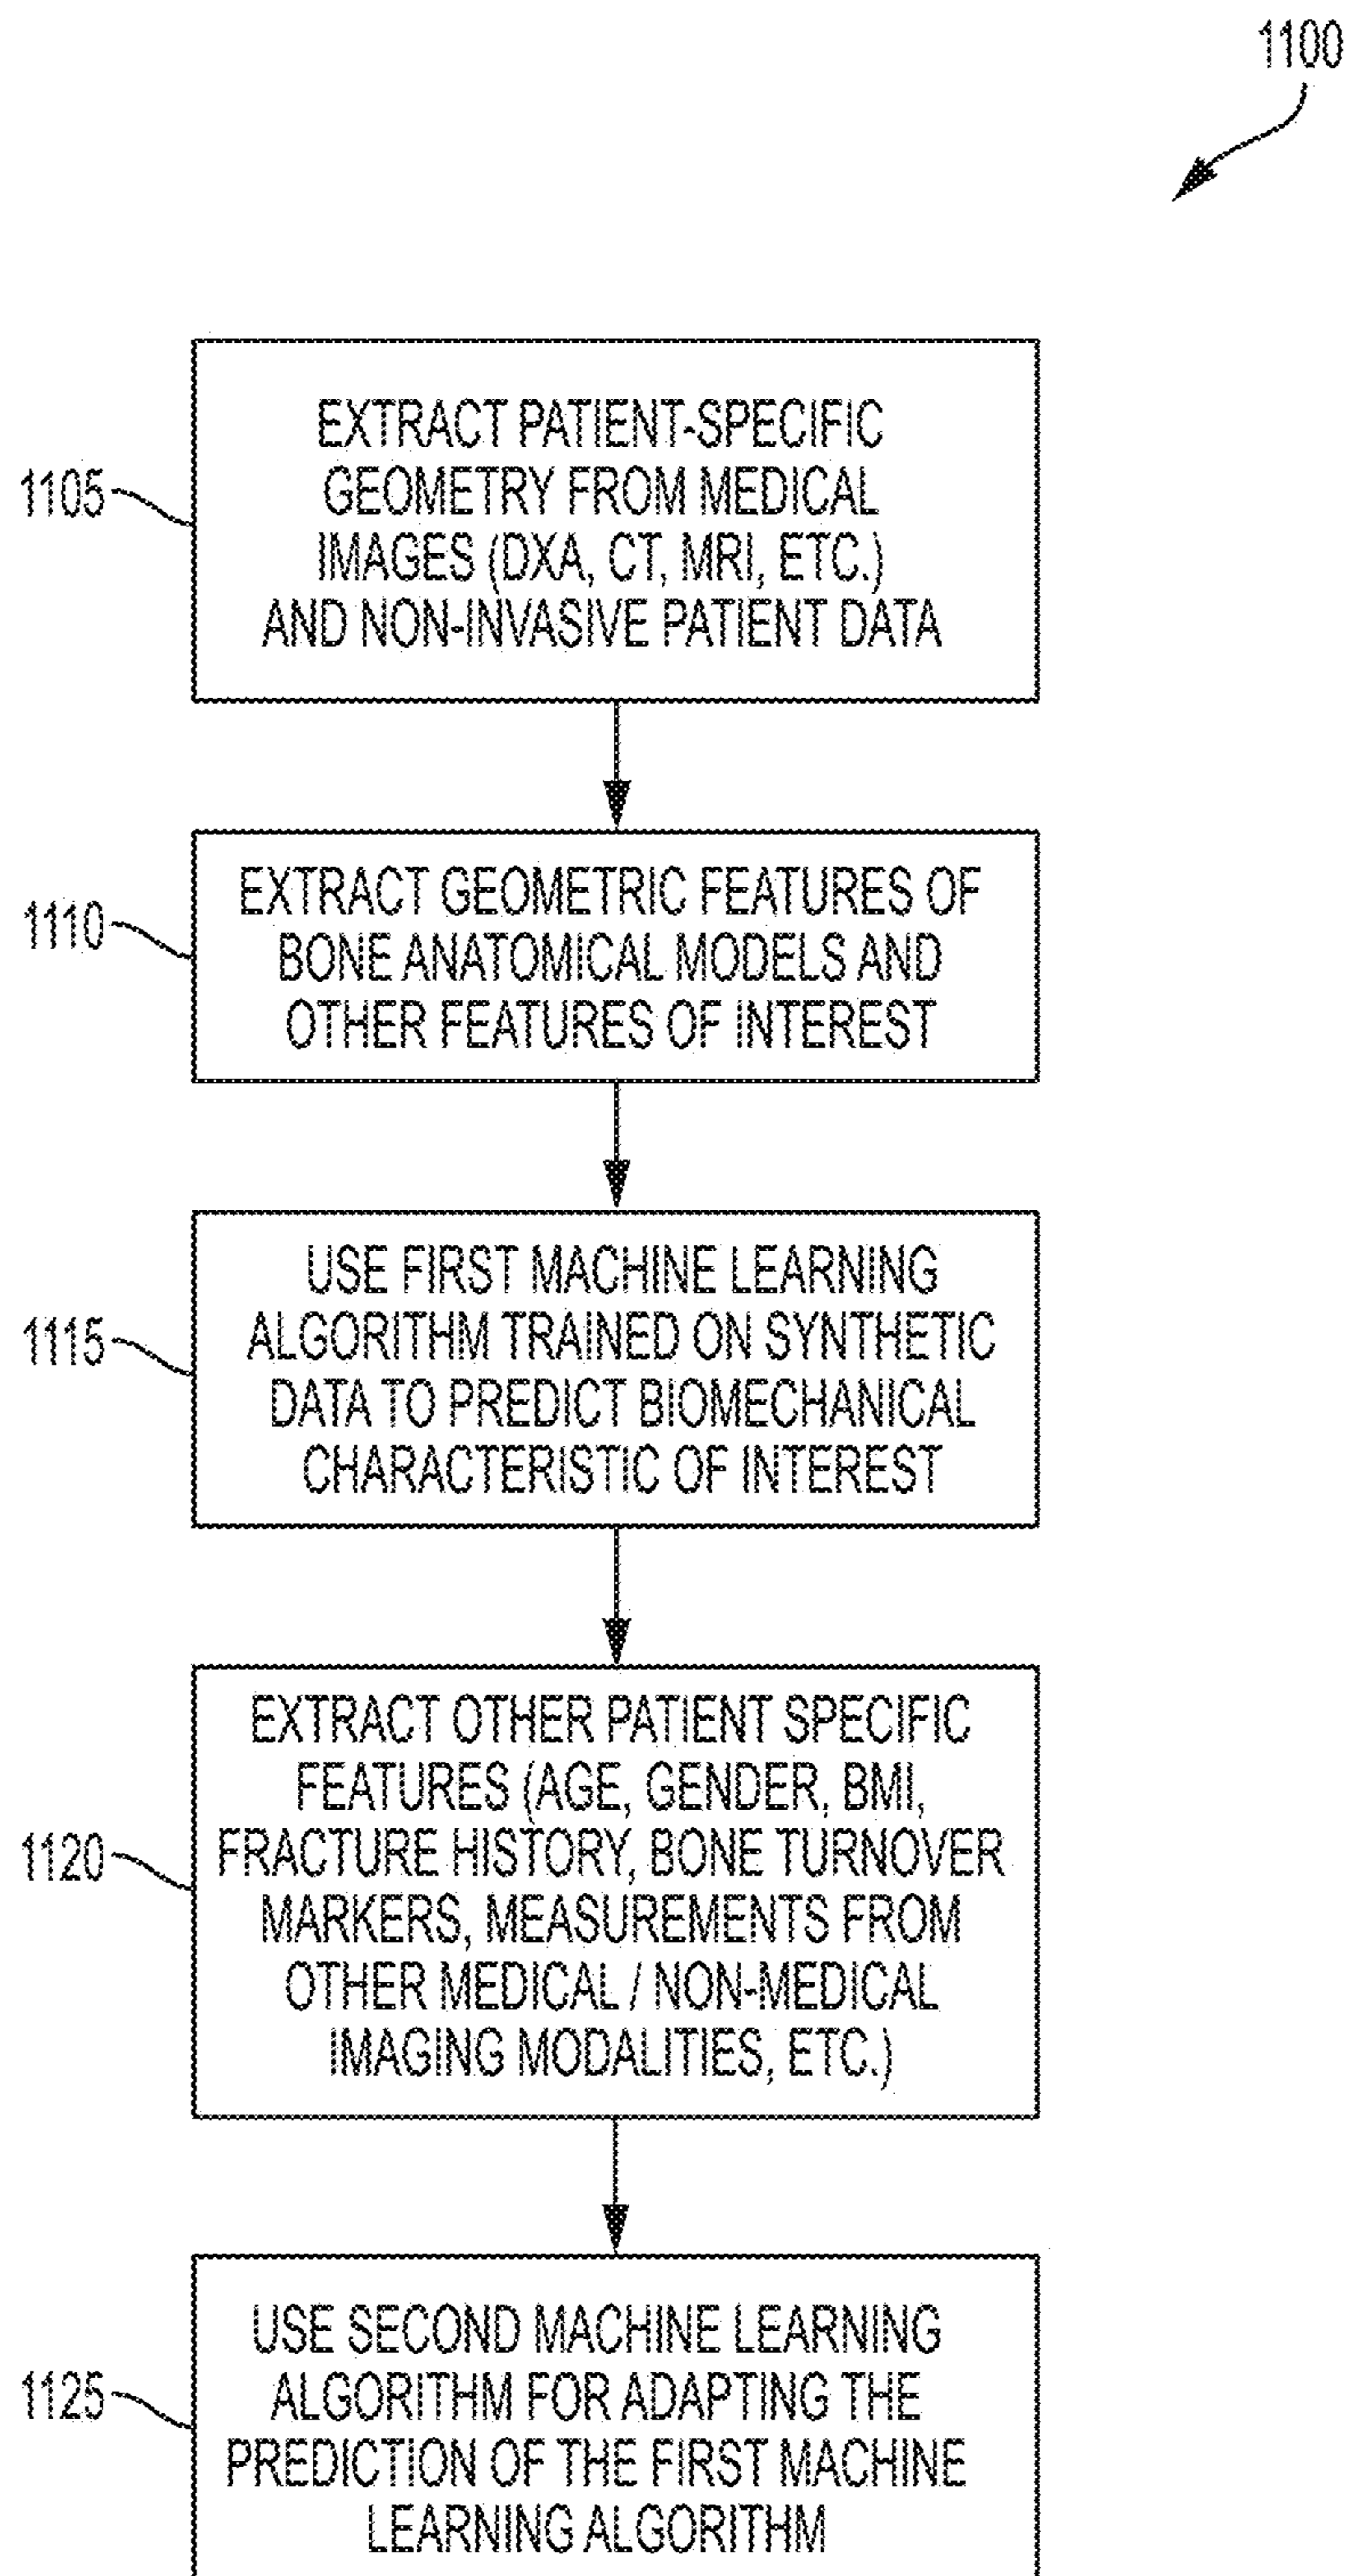 1100
1105
EXTRACT PATIENT-SPECIFIC
GEOMETRY FROM MEDICAL
IMAGES (DXA, CT, MRI, ETC.)
AND NON-INVASIVE PATIENT DATA
1110
EXTRACT GEOMETRIC FEATURES OF
BONE ANATOMICAL MODELS AND
OTHER FEATURES OF INTEREST
1115
USE FIRST MACHINE LEARNING
ALGORITHM TRAINED ON SYNTHETIC
DATA TO PREDICT BIOMECHANICAL
CHARACTERISTIC OF INTEREST
1120
EXTRACT OTHER PATIENT SPECIFIC
FEATURES (AGE, GENDER, BMI,
FRACTURE HISTORY, BONE TURNOVER
MARKERS, MEASUREMENTS FROM
OTHER MEDICAL / NON-MEDICAL
IMAGING MODALITIES, ETC.)
1125
USE SECOND MACHINE LEARNING
ALGORITHM FOR ADAPTING THE
PREDICTION OF THE FIRST MACHINE
LEARNING ALGORITHM